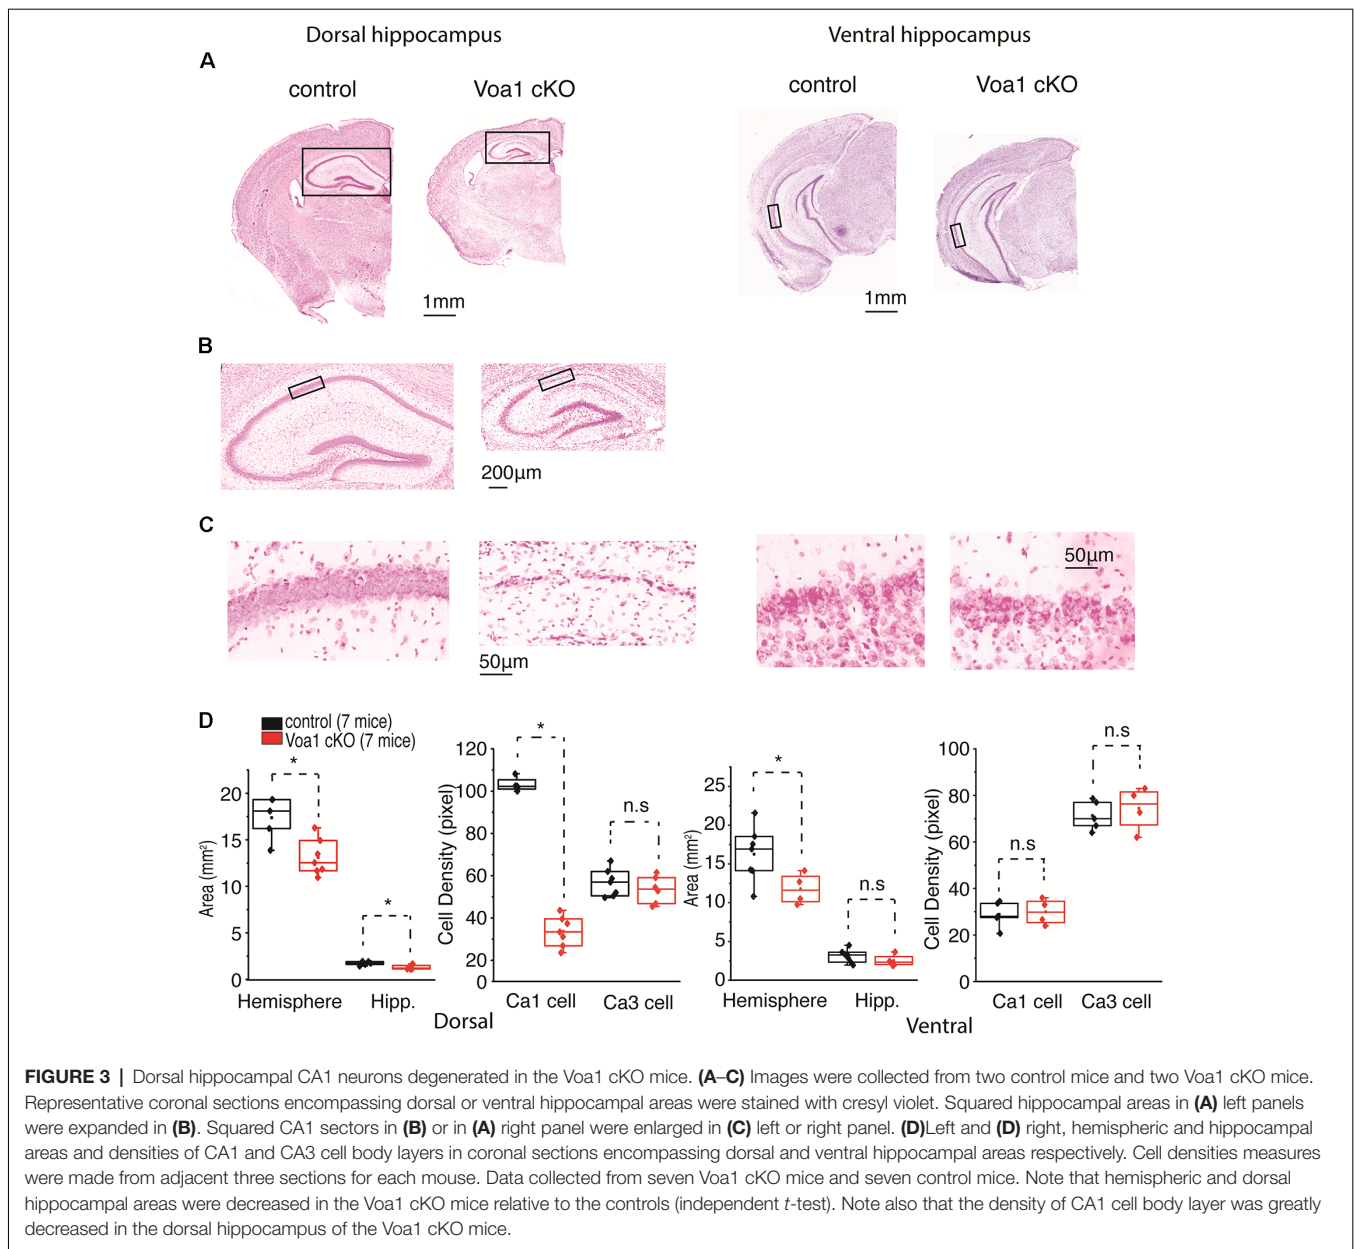 Dorsal hippocampus
Ventral hippocampus
A
control
Voa1 cKO
control
Voa1 cKO
1mm
1mm
B
200µm
C
50µm
50µm
D
control (7 mice)
Voa1 cKO (7 mice)
Area (mm²)
20
15
10
5
0
*
*
Hemisphere
Hipp.
Cell Density (pixel)
120
100
80
60
40
20
0
*
n.s
Ca1 cell
Ca3 cell
Dorsal
Area (mm²)
25
20
15
10
5
0
*
n.s
Hemisphere
Hipp.
Cell Density (pixel)
100
80
60
40
20
0
n.s
n.s
Ca1 cell
Ca3 cell
Ventral
FIGURE 3 | Dorsal hippocampal CA1 neurons degenerated in the Voa1 cKO mice. (A–C) Images were collected from two control mice and two Voa1 cKO mice.
Representative coronal sections encompassing dorsal or ventral hippocampal areas were stained with cresyl violet. Squared hippocampal areas in (A) left panels
were expanded in (B). Squared CA1 sectors in (B) or in (A) right panel were enlarged in (C) left or right panel. (D)Left and (D) right, hemispheric and hippocampal
areas and densities of CA1 and CA3 cell body layers in coronal sections encompassing dorsal and ventral hippocampal areas respectively. Cell densities measures
were made from adjacent three sections for each mouse. Data collected from seven Voa1 cKO mice and seven control mice. Note that hemispheric and dorsal
hippocampal areas were decreased in the Voa1 cKO mice relative to the controls (independent t-test). Note also that the density of CA1 cell body layer was greatly
decreased in the dorsal hippocampus of the Voa1 cKO mice.